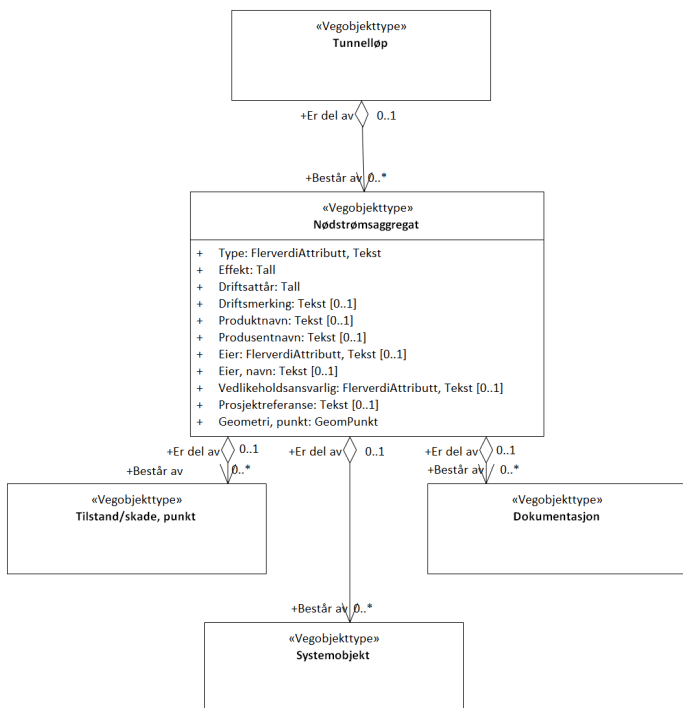 «Vegobjekttype»
Tunnelløp
+Er del av 0..1
+Består av 0..*
«Vegobjekttype»
Nødstrømsaggregat
+ Type: FlerverdiAttributt, Tekst
+ Effekt: Tall
+ Driftsattår: Tall
+ Driftsmerking: Tekst [0..1]
+ Produktnavn: Tekst [0..1]
+ Produsentnavn: Tekst [0..1]
+ Eier: FlerverdiAttributt, Tekst [0..1]
+ Eier, navn: Tekst [0..1]
+ Vedlikeholdsansvarlig: FlerverdiAttributt, Tekst [0..1]
+ Prosjektreferanse: Tekst [0..1]
+ Geometri, punkt: GeomPunkt
+Er del av 0..1 +Er del av 0..1 +Er del av 0..1
+Består av 0..* +Består av 0..*
«Vegobjekttype» «Vegobjekttype»
Tilstand/skade, punkt Dokumentasjon
+Består av 0..*
«Vegobjekttype»
Systemobjekt